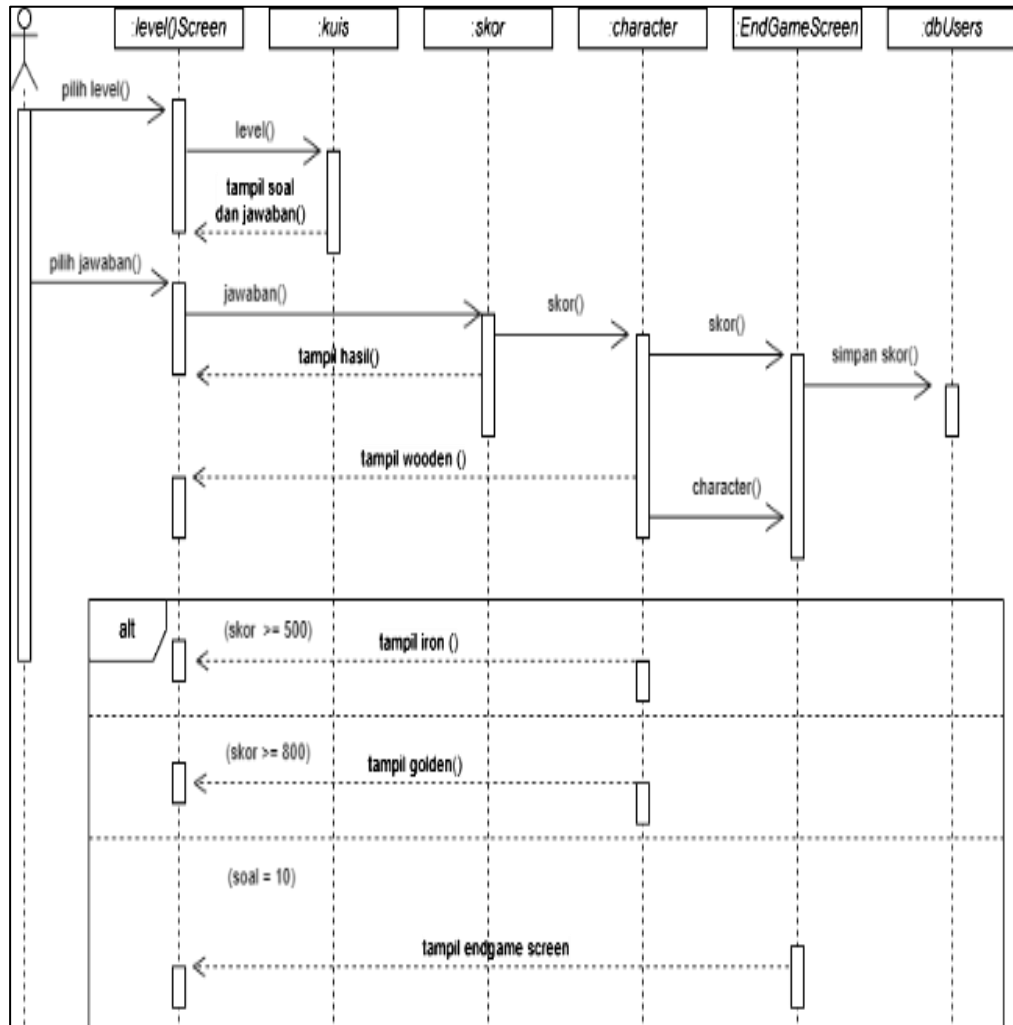 :level()Screen
:kuis
:skor
:character
:EndGameScreen
:dbUsers
pilih level()
level()
tampil soal
dan jawaban()
pilih jawaban()
jawaban()
skor()
skor()
tampil hasil()
simpan skor()
tampil wooden ()
character()
alt
(skor >= 500)
tampil iron ()
(skor >= 800)
tampil golden()
(soal = 10)
tampil endgame screen